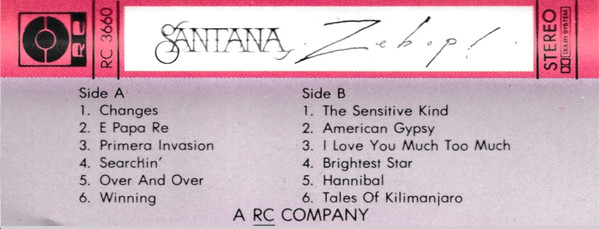 RC
RC 3660
SANTANA, Zebop!
STEREO
DOLBY SYSTEM
Side A
1. Changes
2. E Papa Re
3. Primera Invasion
4. Searchin'
5. Over And Over
6. Winning
Side B
1. The Sensitive Kind
2. American Gypsy
3. I Love You Much Too Much
4. Brightest Star
5. Hannibal
6. Tales Of Kilimanjaro
A RC COMPANY